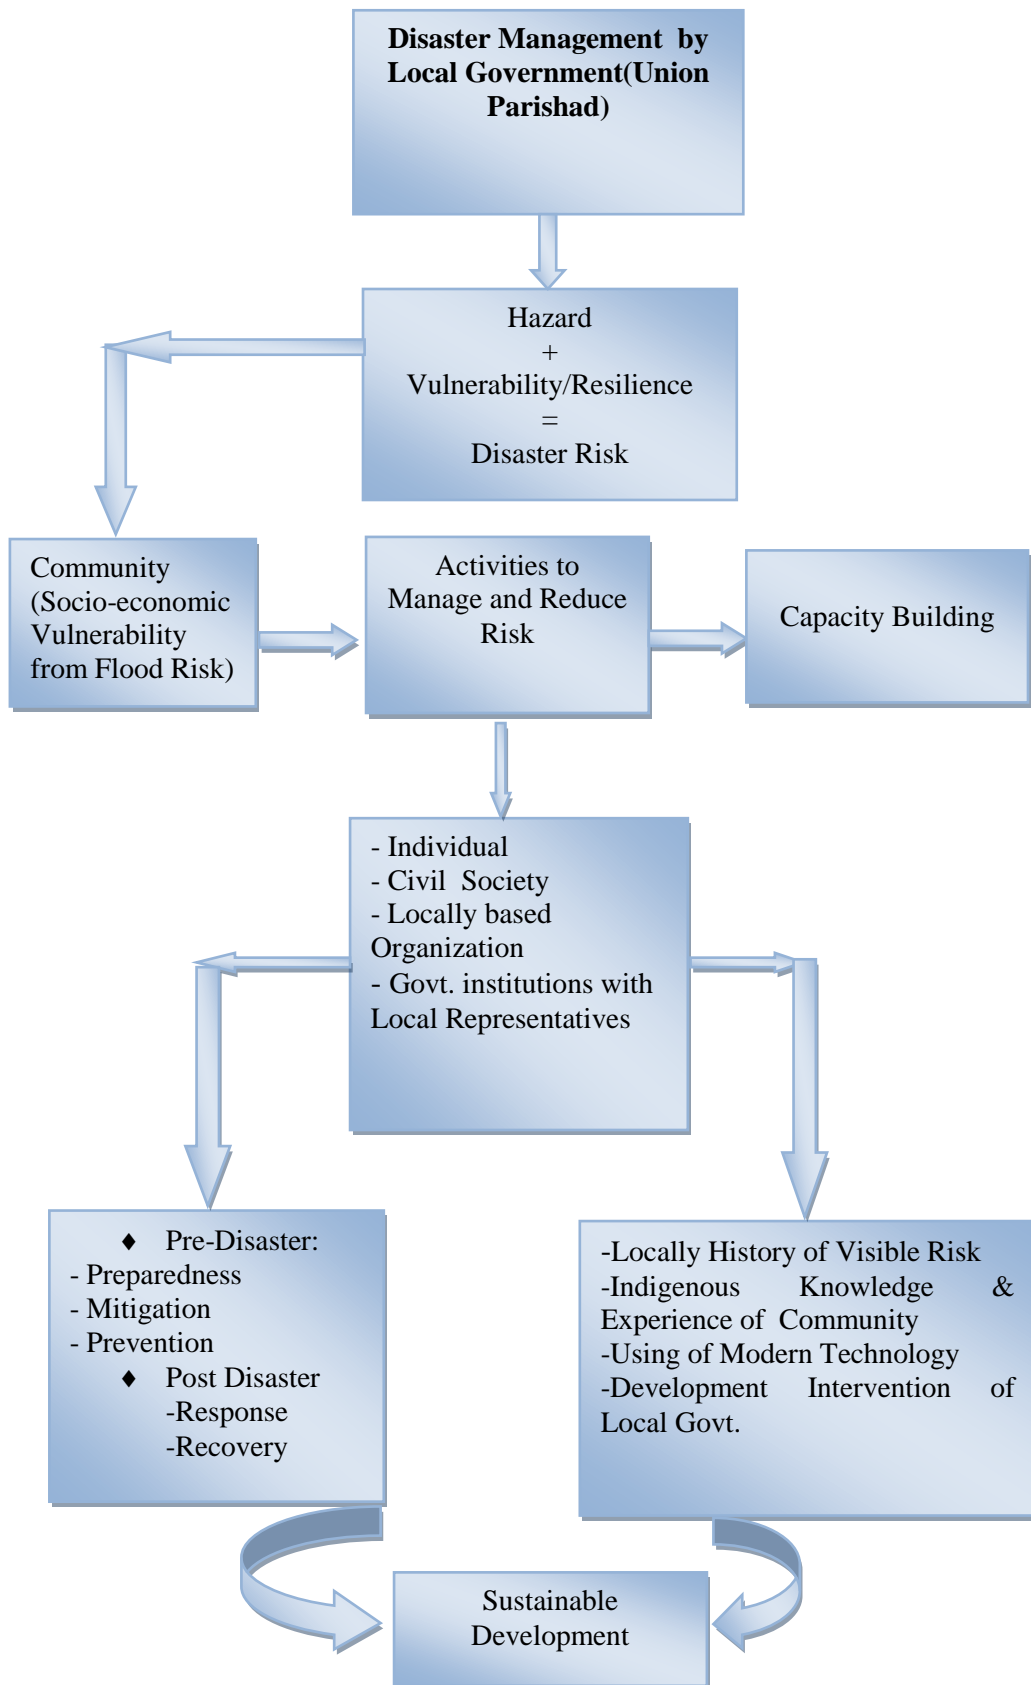 Disaster Management by
Local Government(Union
Parishad)
Hazard
+
Vulnerability/Resilience
=
Disaster Risk
Community
(Socio-economic
Vulnerability
from Flood Risk)
Activities to
Manage and Reduce
Risk
Capacity Building
- Individual
- Civil Society
- Locally based
Organization
- Govt. institutions with
Local Representatives
♦ Pre-Disaster:
- Preparedness
- Mitigation
- Prevention
♦ Post Disaster
-Response
-Recovery
-Locally History of Visible Risk
-Indigenous Knowledge &
Experience of Community
-Using of Modern Technology
-Development Intervention of
Local Govt.
Sustainable
Development